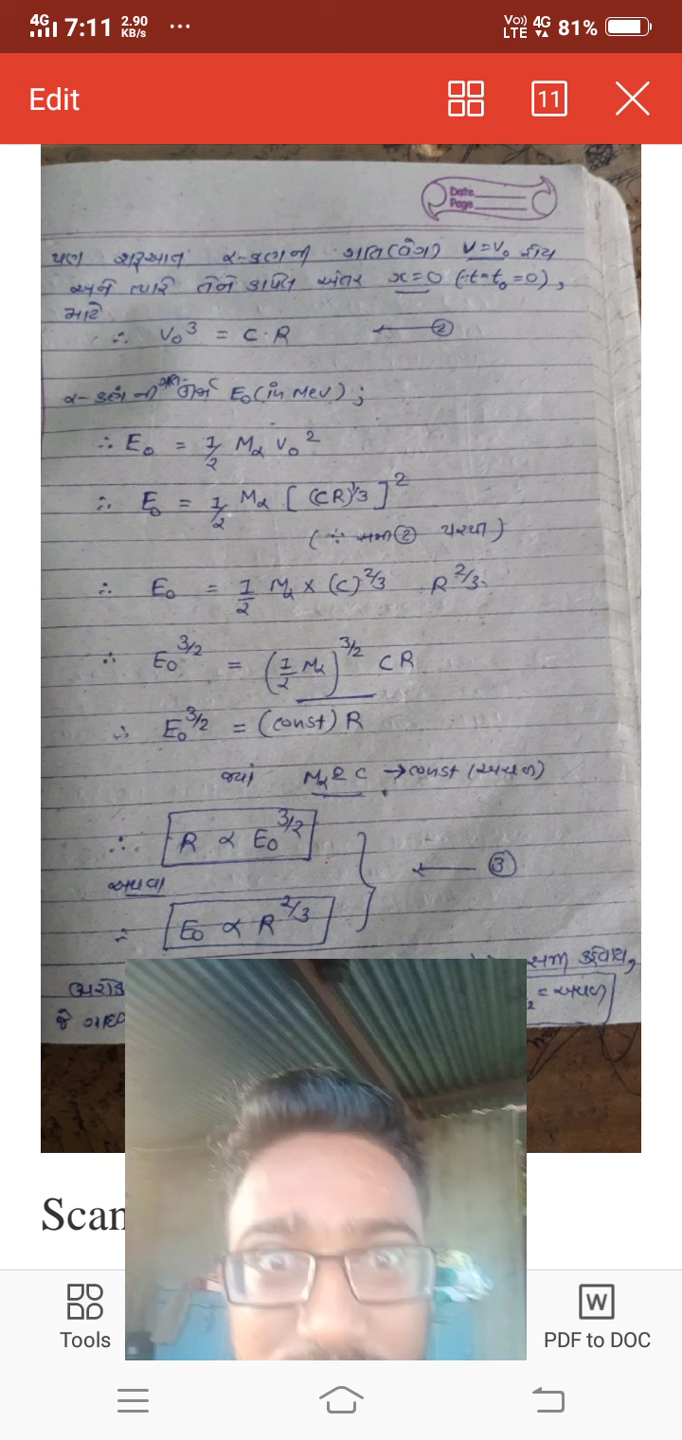 4G 7:11 2.90 KB/s ... Vo)) LTE 4G 81%
Edit 11
Date
Page
પણ શરૂઆત α-કણની ગતિ(વેગ) V=V₀ હોય
અને ત્યારે તેને કાપેલ અંતર x=0 (∵t=t₀=0),
માટે
∴ V₀³ = C·R ← ②
α-કણની E₀(in MeV);
∴ E₀ = 1/2 Mα V₀²
∴ E₀ = 1/2 Mα [(CR)^1/3]²
(∵ ② પરથી)
∴ E₀ = 1/2 Mα × (C)^2/3 R^2/3
∴ E₀^3/2 = (1/2 Mα)^3/2 CR
∴ E₀^3/2 = (const) R
જ્યાં Mα & C → const (અચળ)
∴ R ∝ E₀^3/2
અથવા
∴ E₀ ∝ R^2/3
← ③
= અચળ
Scan
Tools
PDF to DOC